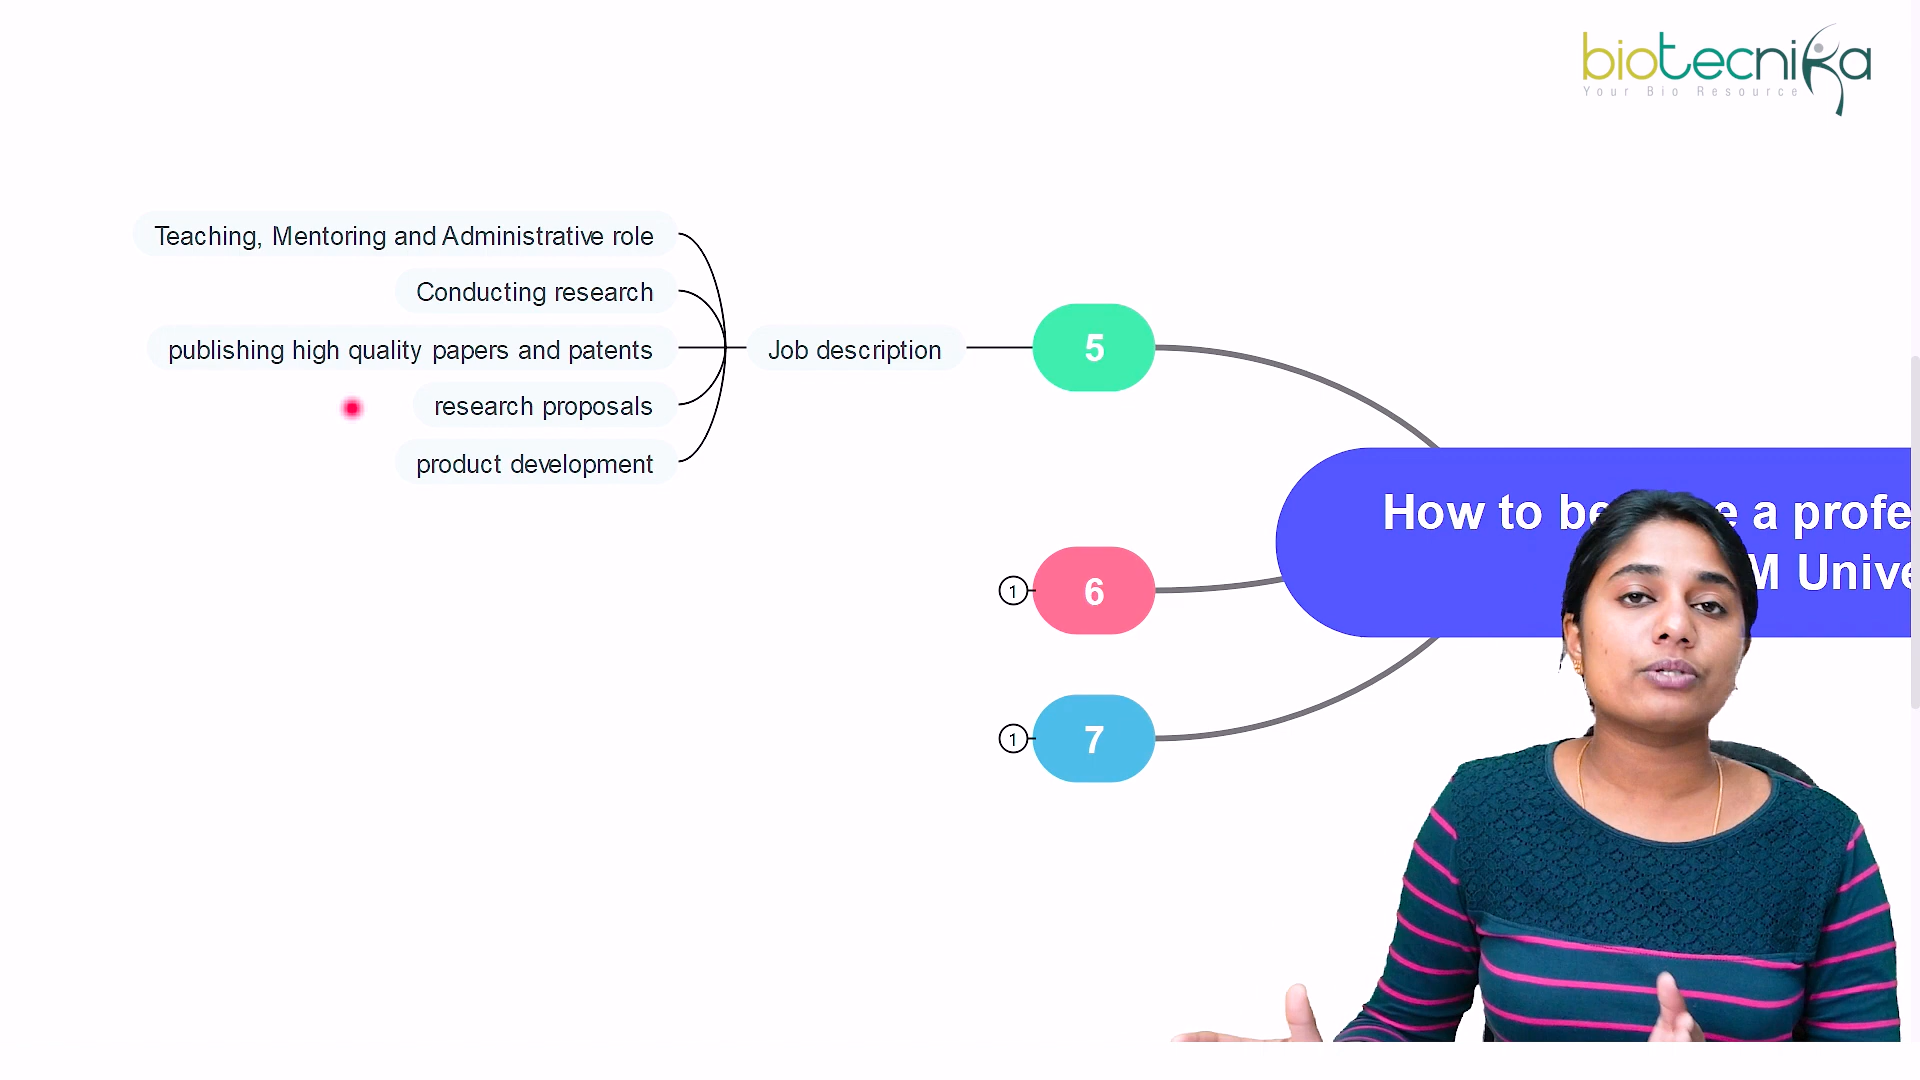 biotecnika
Your Bio Resource
Teaching, Mentoring and Administrative role
Conducting research
publishing high quality papers and patents
research proposals
product development
Job description
5
How to be e a profe
M Unive
1
6
1
7